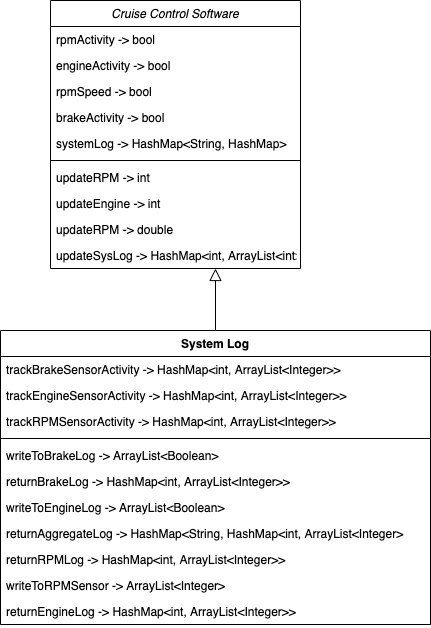 Cruise Control Software
rpmActivity -> bool
engineActivity -> bool
rpmSpeed -> bool
brakeActivity -> bool
systemLog -> HashMap<String, HashMap>
updateRPM -> int
updateEngine -> int
updateRPM -> double
updateSysLog -> HashMap<int, ArrayList<int
System Log
trackBrakeSensorActivity -> HashMap<int, ArrayList<Integer>>
trackEngineSensorActivity -> HashMap<int, ArrayList<Integer>>
trackRPMSensorActivity -> HashMap<int, ArrayList<Integer>>
writeToBrakeLog -> ArrayList<Boolean>
returnBrakeLog -> HashMap<int, ArrayList<Integer>>
writeToEngineLog -> ArrayList<Boolean>
returnAggregateLog -> HashMap<String, HashMap<int, ArrayList<Integer>
returnRPMLog -> HashMap<int, ArrayList<Integer>>
writeToRPMSensor -> ArrayList<Integer>
returnEngineLog -> HashMap<int, ArrayList<Integer>>